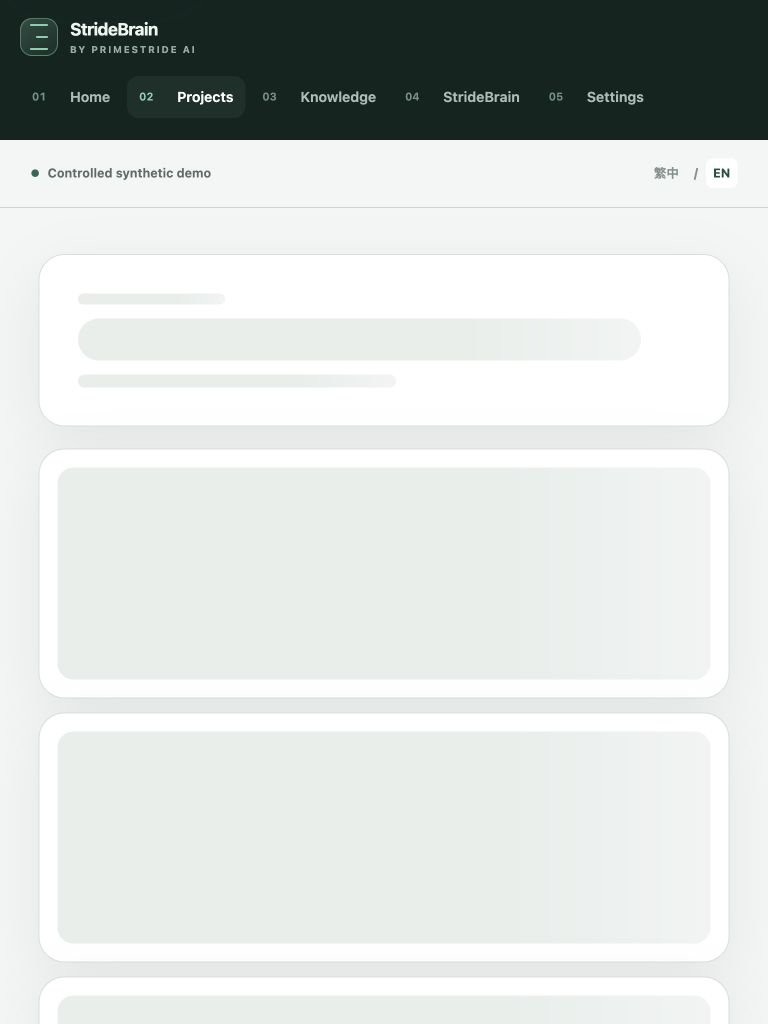 StrideBrain
BY PRIMESTRIDE AI
01 Home 02 Projects 03 Knowledge 04 StrideBrain 05 Settings
Controlled synthetic demo 繁中 / EN